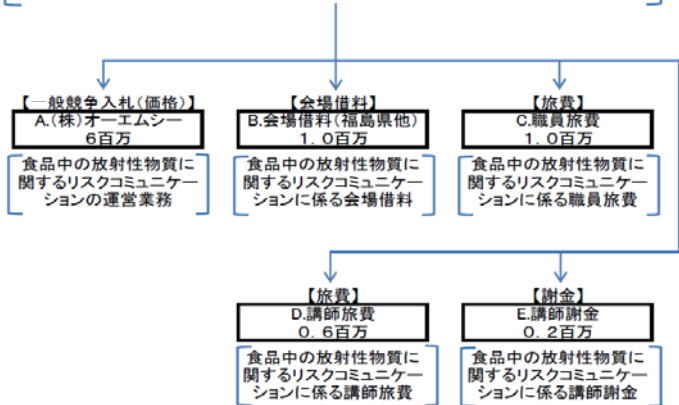 【一般競争入札（価格）】
A.（株）オーエムシー
6百万
食品中の放射性物質に
関するリスクコミュニケー
ションの運営業務
【会場借料】
B.会場借料（福島県他）
1．0百万
食品中の放射性物質に
関するリスクコミュニケー
ションに係る会場借料
【旅費】
C.職員旅費
1．0百万
食品中の放射性物質に
関するリスクコミュニケー
ションに係る職員旅費
【旅費】
D.講師旅費
0．6百万
食品中の放射性物質に
関するリスクコミュニケー
ションに係る講師旅費
【謝金】
E.講師謝金
0．2百万
食品中の放射性物質に
関するリスクコミュニケー
ションに係る講師謝金